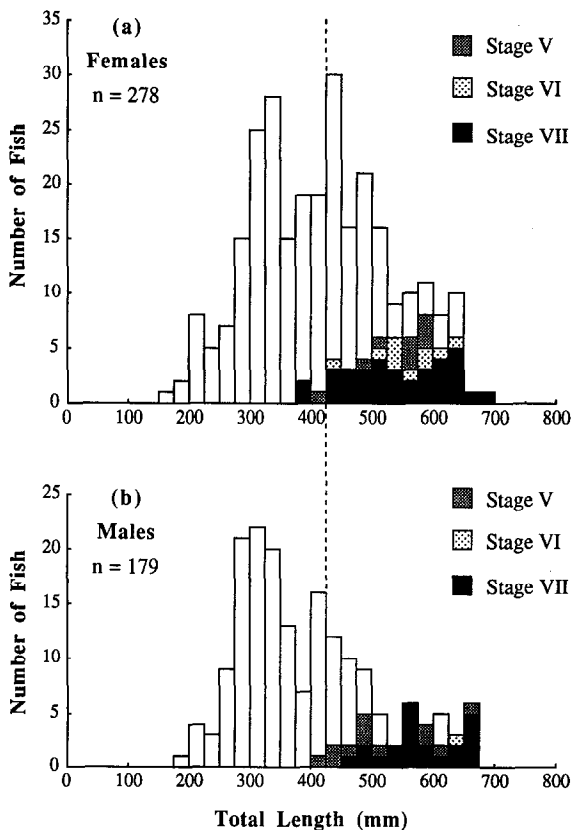 (a)
Females
n = 278
Stage V
Stage VI
Stage VII
Number of Fish
35
30
25
20
15
10
5
0
0 100 200 300 400 500 600 700 800
(b)
Males
n = 179
Stage V
Stage VI
Stage VII
Number of Fish
25
20
15
10
5
0
0 100 200 300 400 500 600 700 800
Total Length (mm)